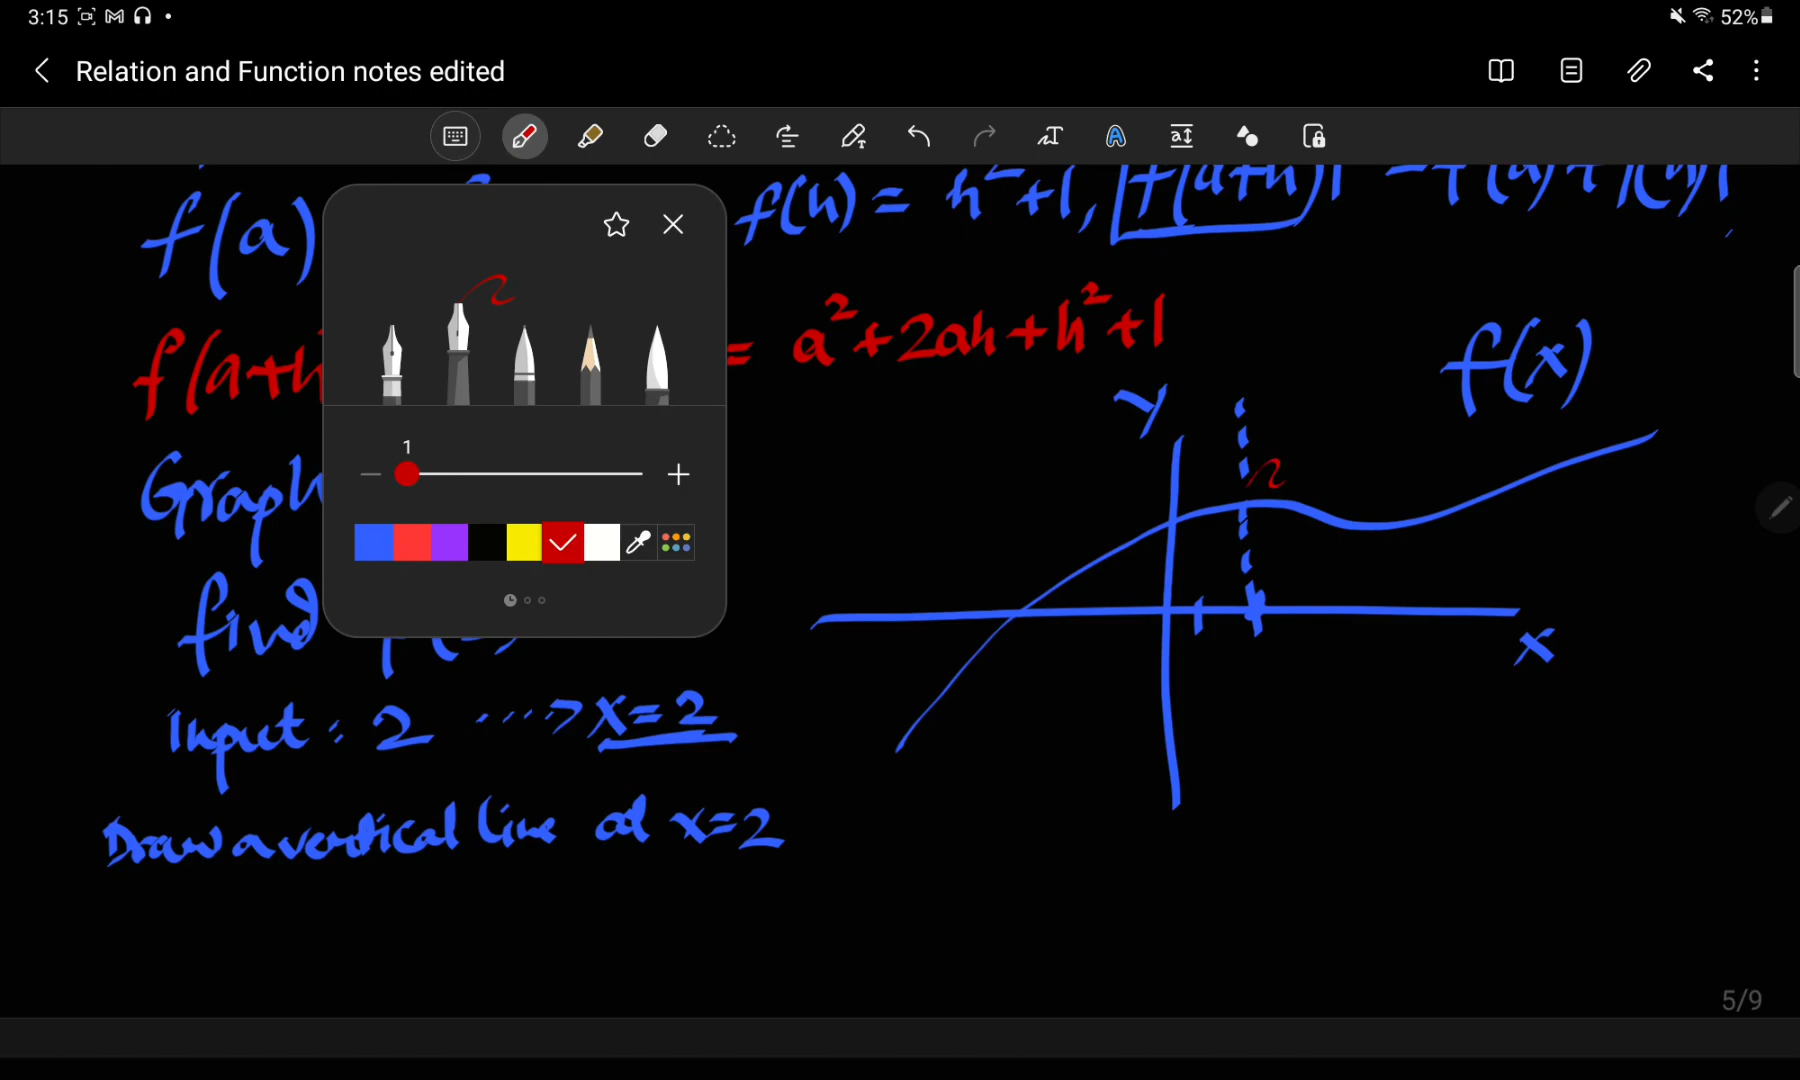 3:15 52%
Relation and Function notes edited
f(a) f(h) = h²+1, f(a+h) = f(a)+f(h)
f(a+h = a²+2ah+h²+1
f(x)
1
y
Graph
find
x
Input : 2 ...> x=2
Draw a vertical line at x=2
5/9